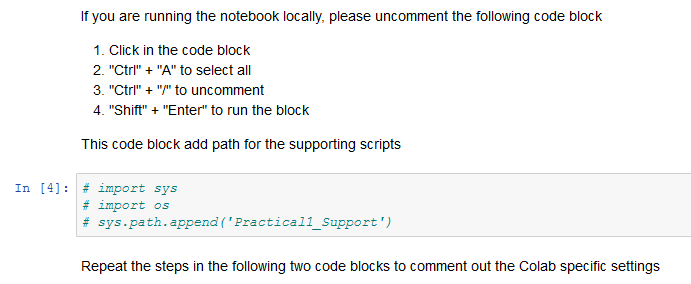 If you are running the notebook locally, please uncomment the following code block
1. Click in the code block
2. "Ctrl" + "A" to select all
3. "Ctrl" + "/" to uncomment
4. "Shift" + "Enter" to run the block
This code block add path for the supporting scripts
In [4]: # import sys
# import os
# sys.path.append('Practical1_Support')
Repeat the steps in the following two code blocks to comment out the Colab specific settings